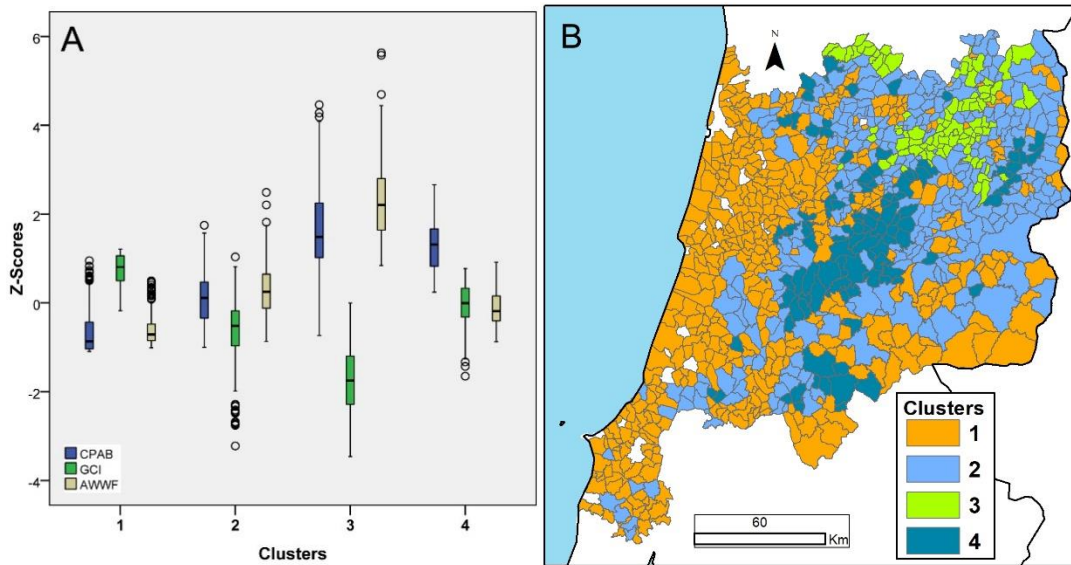 A
6
4
2
0
-2
-4
Z-Scores
CPAB
GCI
AWWF
1 2 3 4
Clusters
B
N
60
Km
Clusters
1
2
3
4